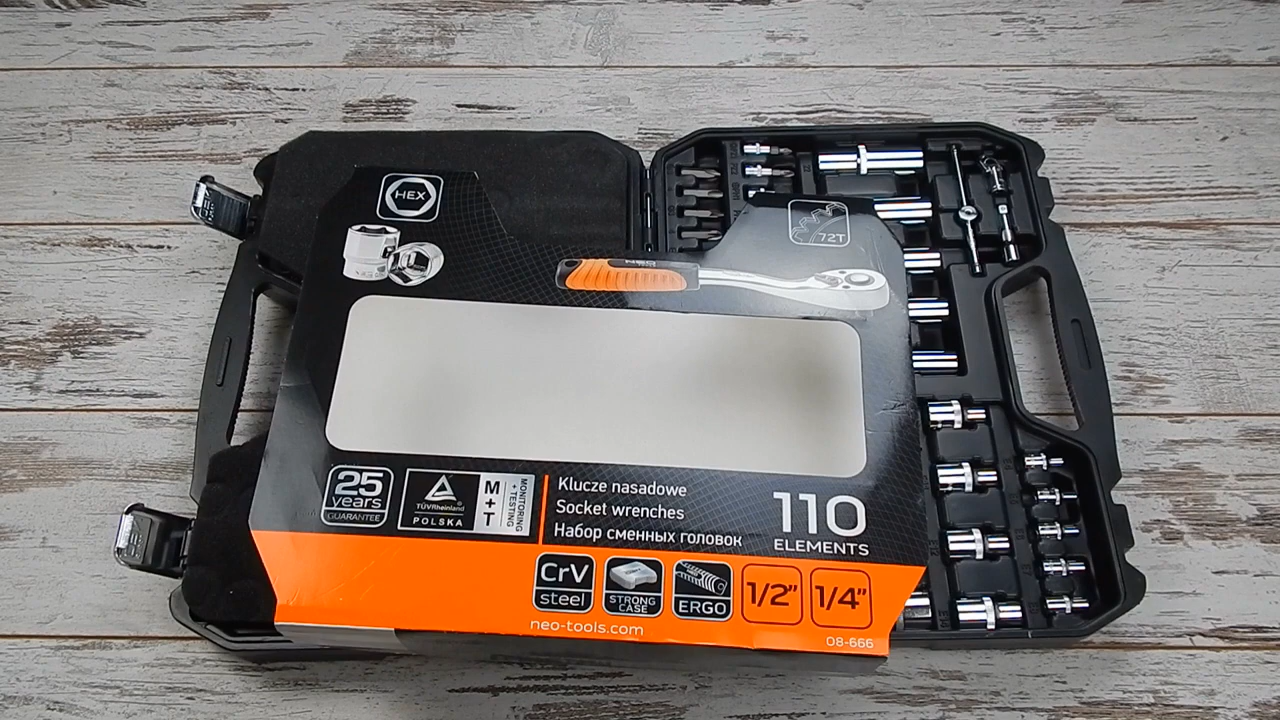 HEX
72T
25
years
GUARANTEE
TÜVRheinland
POLSKA
M+T
MONITORING
+ TESTING
Klucze nasadowe
Socket wrenches
Набор сменных головок
110
ELEMENTS
CrV
steel
STRONG
CASE
ERGO
1/2”
1/4”
neo-tools.com
08-666